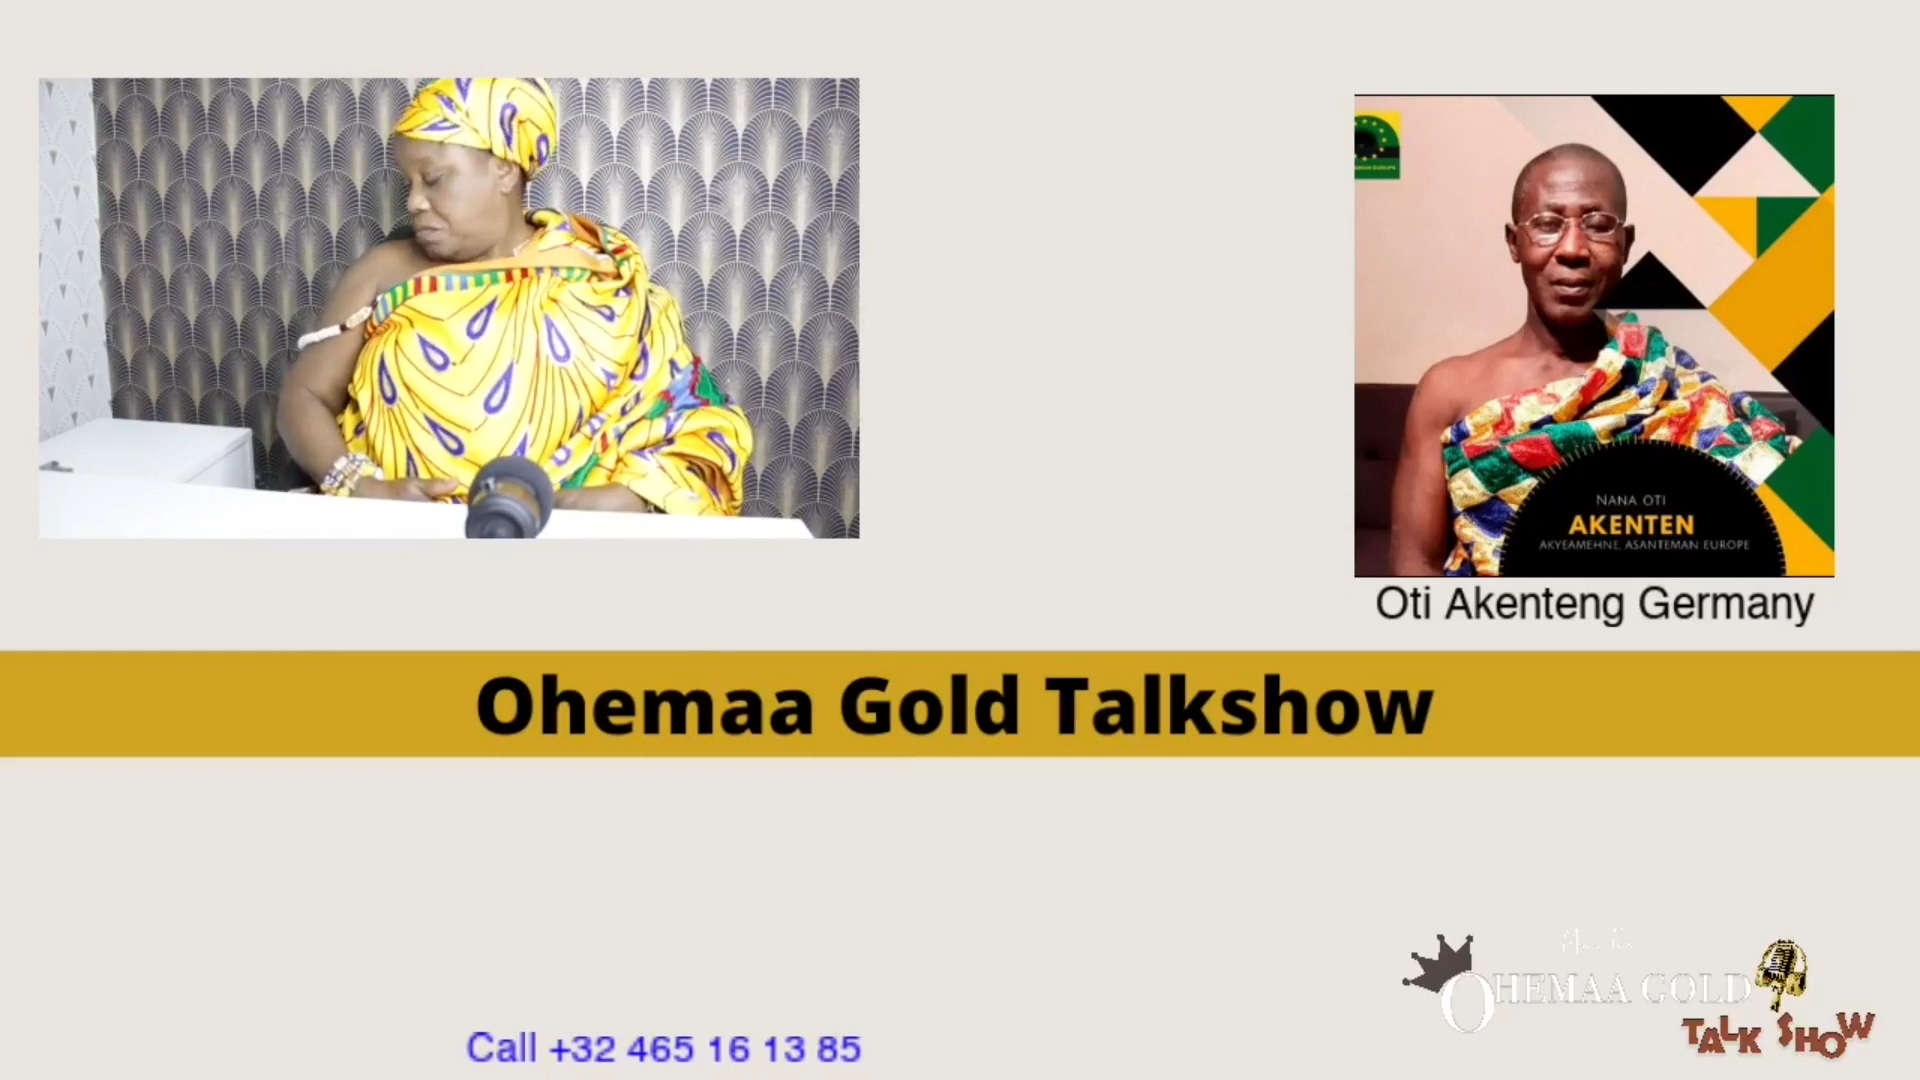 NANA OTI
AKENTEN
AKYEAMEHNE, ASANTEMAN EUROPE
Oti Akenteng Germany
Ohemaa Gold Talkshow
OHEMAA GOLD
TALK SHOW
Call +32 465 16 13 85